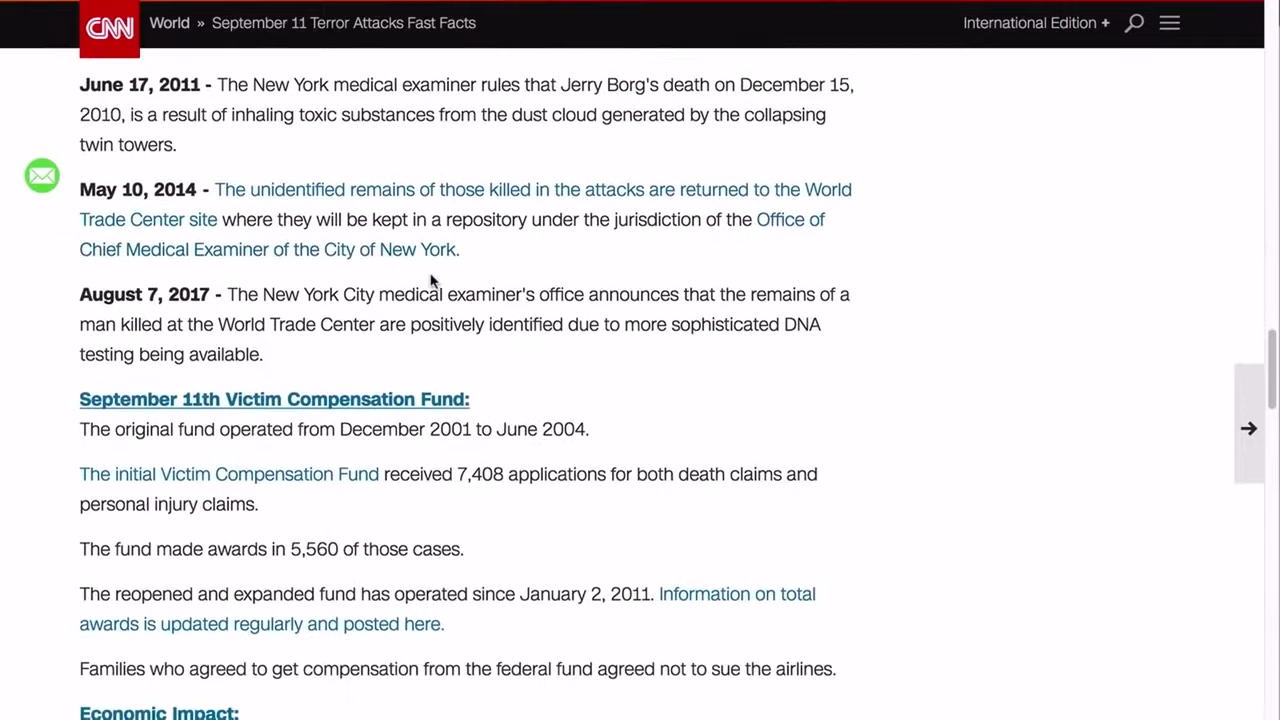 CNN World » September 11 Terror Attacks Fast Facts International Edition +
June 17, 2011 - The New York medical examiner rules that Jerry Borg's death on December 15,
2010, is a result of inhaling toxic substances from the dust cloud generated by the collapsing
twin towers.
May 10, 2014 - The unidentified remains of those killed in the attacks are returned to the World
Trade Center site where they will be kept in a repository under the jurisdiction of the Office of
Chief Medical Examiner of the City of New York.
August 7, 2017 - The New York City medical examiner's office announces that the remains of a
man killed at the World Trade Center are positively identified due to more sophisticated DNA
testing being available.
September 11th Victim Compensation Fund:
The original fund operated from December 2001 to June 2004.
The initial Victim Compensation Fund received 7,408 applications for both death claims and
personal injury claims.
The fund made awards in 5,560 of those cases.
The reopened and expanded fund has operated since January 2, 2011. Information on total
awards is updated regularly and posted here.
Families who agreed to get compensation from the federal fund agreed not to sue the airlines.
Economic Impact: